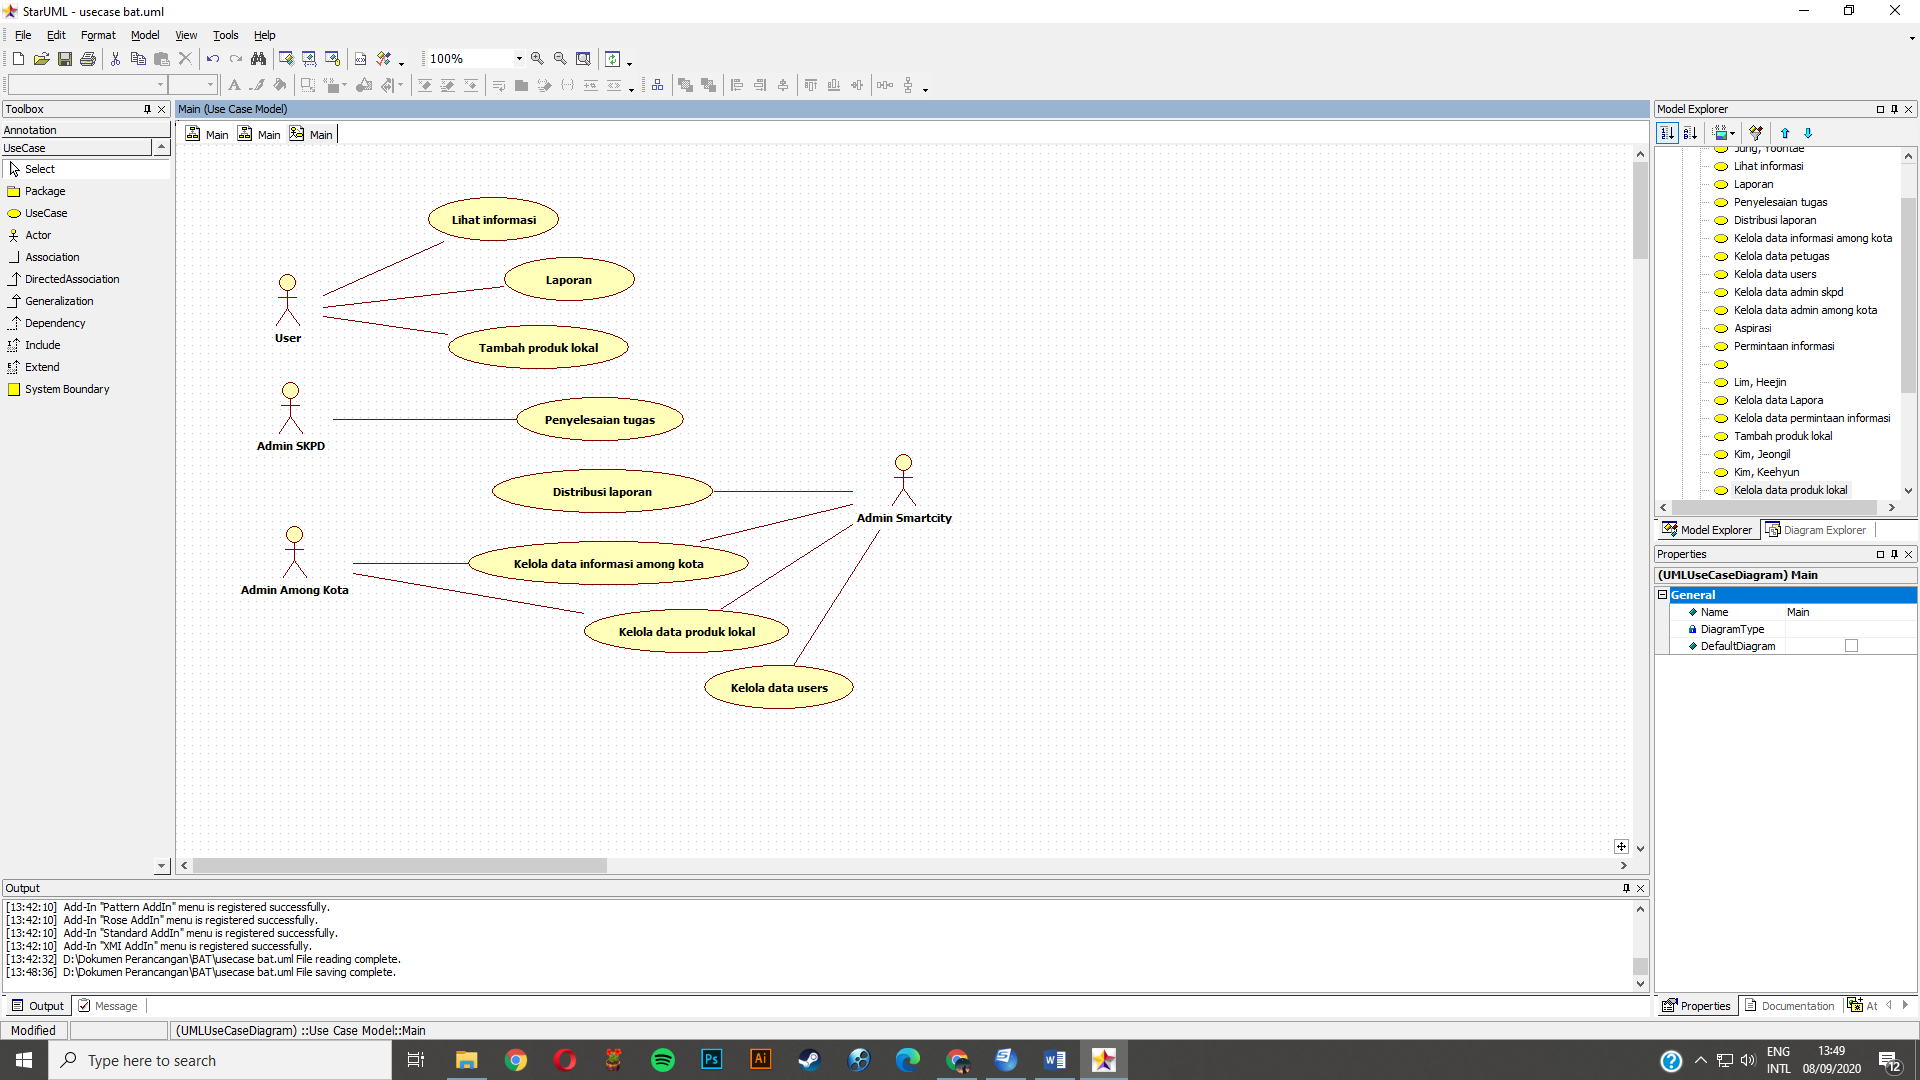 StarUML - usecase bat.uml
File Edit Format Model View Tools Help
100%
Toolbox
Annotation
UseCase
Select
Package
UseCase
Actor
Association
DirectedAssociation
Generalization
Dependency
Include
Extend
System Boundary
Main (Use Case Model)
Main Main Main
Lihat informasi
Laporan
User
Tambah produk lokal
Penyelesaian tugas
Admin SKPD
Distribusi laporan
Admin Smartcity
Kelola data informasi among kota
Admin Among Kota
Kelola data produk lokal
Kelola data users
Model Explorer
Jung, Yoontae
Lihat informasi
Laporan
Penyelesaian tugas
Distribusi laporan
Kelola data informasi among kota
Kelola data petugas
Kelola data users
Kelola data admin skpd
Kelola data admin among kota
Aspirasi
Permintaan informasi
Lim, Heejin
Kelola data Lapora
Kelola data permintaan informasi
Tambah produk lokal
Kim, Jeongil
Kim, Keehyun
Kelola data produk lokal
Model Explorer Diagram Explorer
Properties
(UMLUseCaseDiagram) Main
General
Name Main
DiagramType
DefaultDiagram
Properties Documentation At
Output
[13:42:10] Add-In "Pattern AddIn" menu is registered successfully.
[13:42:10] Add-In "Rose AddIn" menu is registered successfully.
[13:42:10] Add-In "Standard AddIn" menu is registered successfully.
[13:42:10] Add-In "XMI AddIn" menu is registered successfully.
[13:42:32] D:\Dokumen Perancangan\BAT\usecase bat.uml File reading complete.
[13:48:36] D:\Dokumen Perancangan\BAT\usecase bat.uml File saving complete.
Output Message
Modified (UMLUseCaseDiagram) ::Use Case Model::Main
Type here to search
Ps
Ai
ENG
INTL
13:49
08/09/2020
12